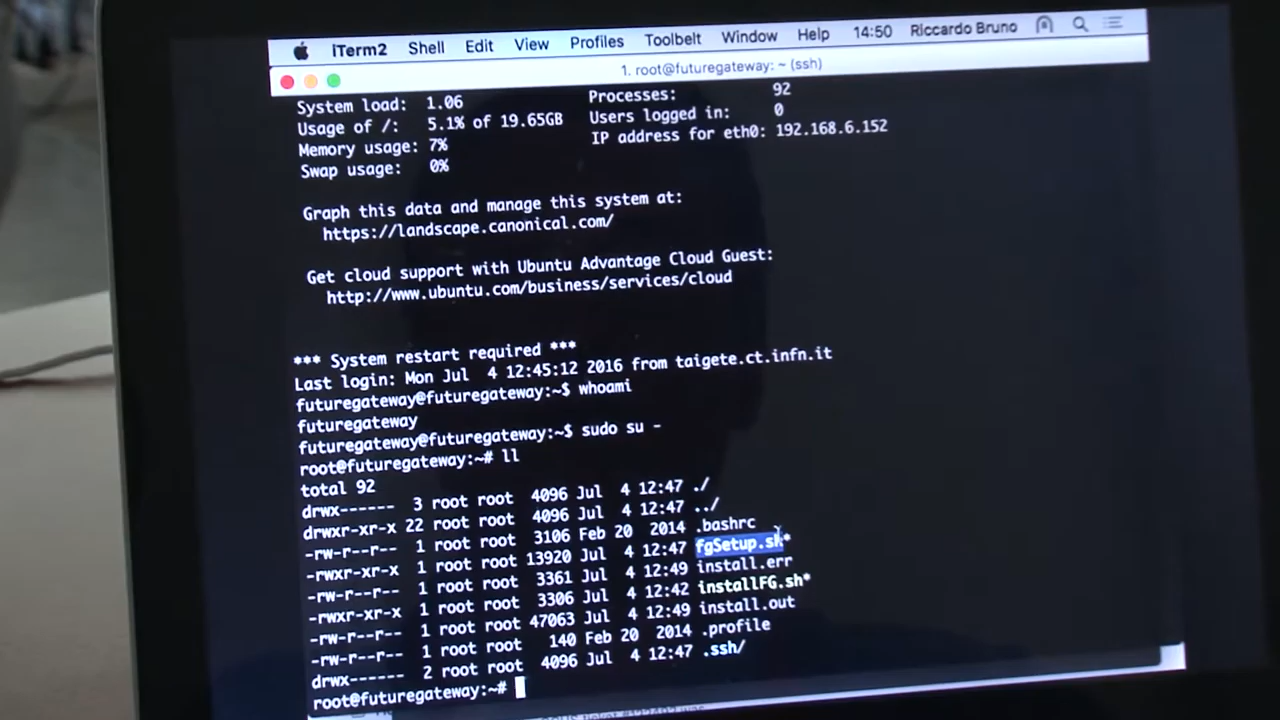 iTerm2 Shell Edit View Profiles Toolbelt Window Help 14:50 Riccardo Bruno
1. root@futuregateway: ~ (ssh)
System load: 1.06 Processes: 92
Usage of /: 5.1% of 19.65GB Users logged in: 0
Memory usage: 7% IP address for eth0: 192.168.6.152
Swap usage: 0%
Graph this data and manage this system at:
https://landscape.canonical.com/
Get cloud support with Ubuntu Advantage Cloud Guest:
http://www.ubuntu.com/business/services/cloud
*** System restart required ***
Last login: Mon Jul 4 12:45:12 2016 from taigete.ct.infn.it
futuregateway@futuregateway:~$ whoami
futuregateway
futuregateway@futuregateway:~$ sudo su -
root@futuregateway:~# ll
total 92
drwx------ 3 root root 4096 Jul 4 12:47 ./
drwxr-xr-x 22 root root 4096 Jul 4 12:47 ../
-rw-r--r-- 1 root root 3106 Feb 20 2014 .bashrc
-rwxr-xr-x 1 root root 13920 Jul 4 12:47 fgSetup.sh*
-rw-r--r-- 1 root root 3361 Jul 4 12:49 install.err
-rwxr-xr-x 1 root root 3306 Jul 4 12:42 installFG.sh*
-rw-r--r-- 1 root root 47063 Jul 4 12:49 install.out
-rw-r--r-- 1 root root 140 Feb 20 2014 .profile
drwx------ 2 root root 4096 Jul 4 12:47 .ssh/
root@futuregateway:~#